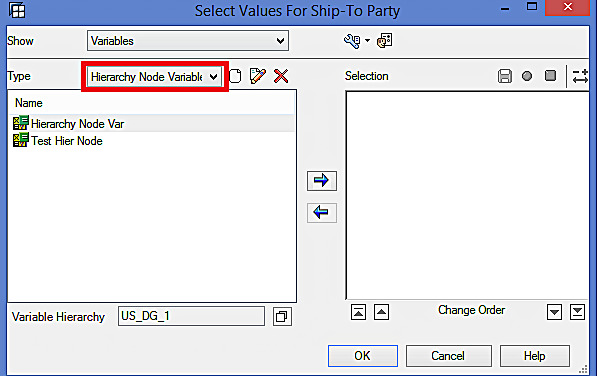 Select Values For Ship-To Party
Show Variables
Type Hierarchy Node Variable Selection
Name
Hierarchy Node Var
Test Hier Node
Variable Hierarchy US_DG_1
Change Order
OK Cancel Help